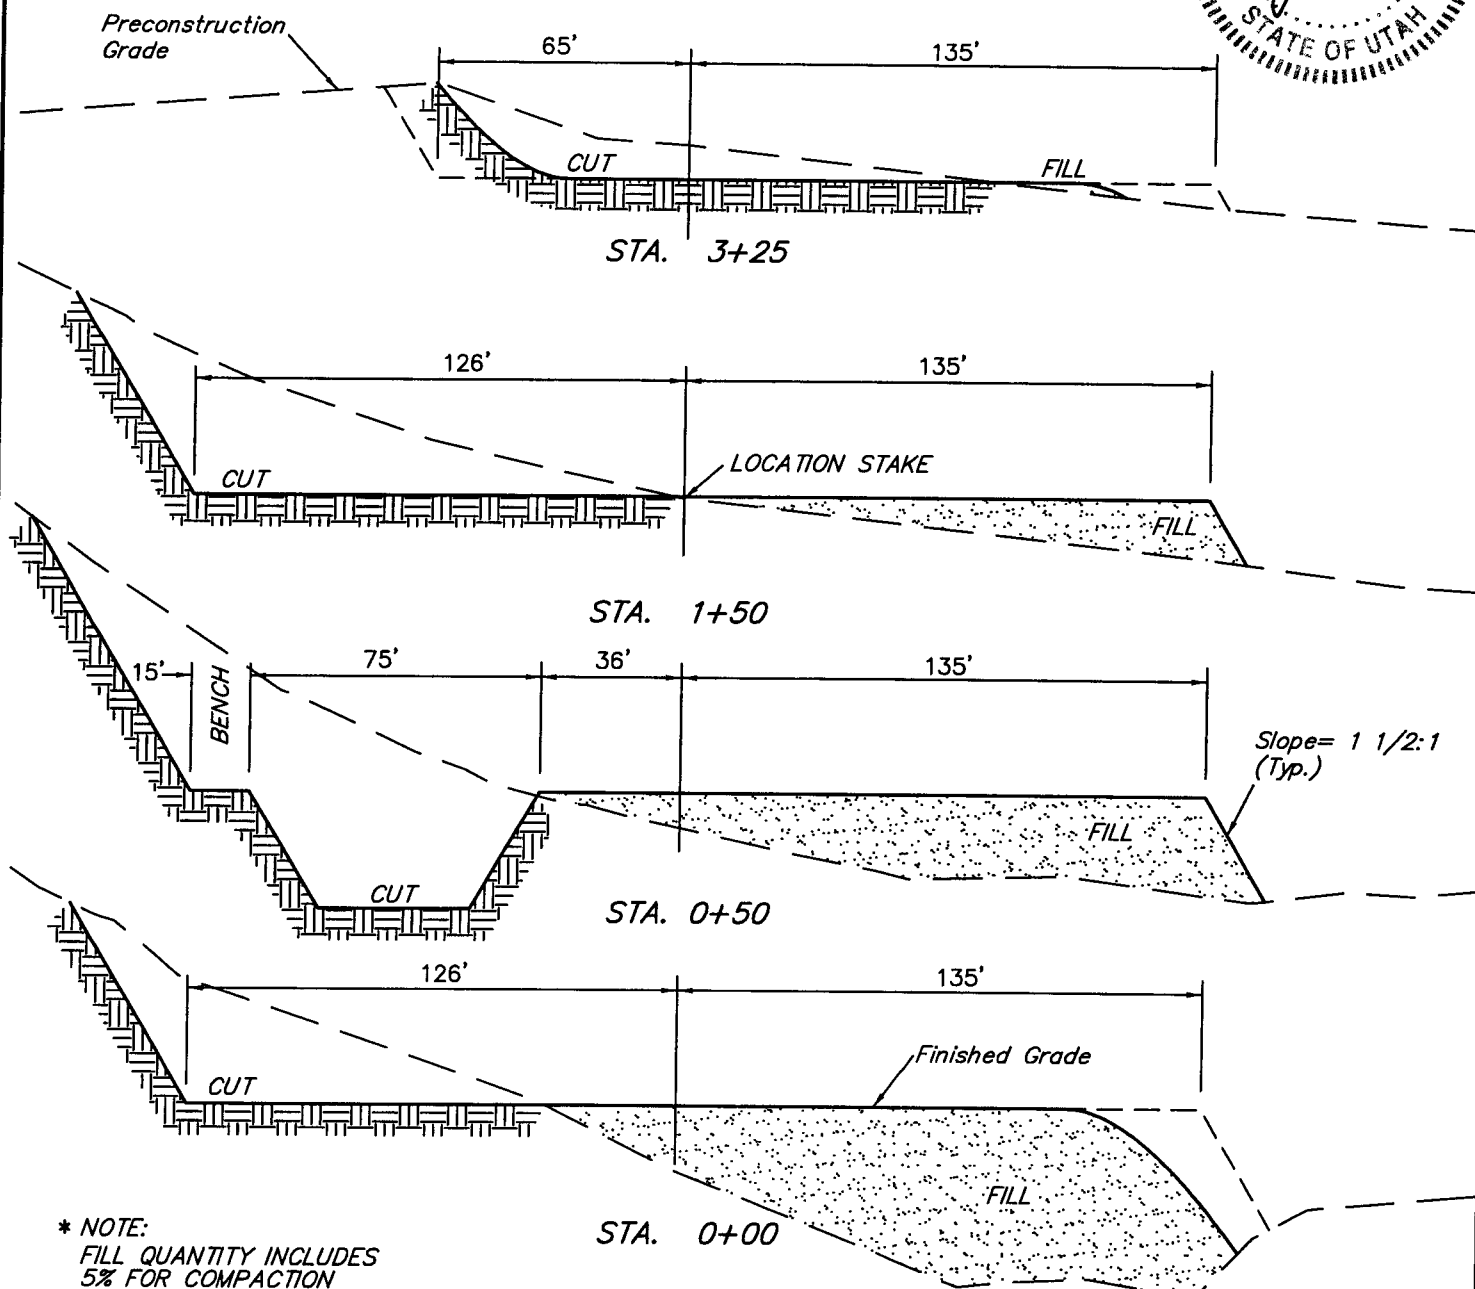 STATE OF UTAH
Preconstruction
Grade
65'
135'
CUT
FILL
STA. 3+25
126'
135'
LOCATION STAKE
CUT
FILL
STA. 1+50
15'
BENCH
75'
36'
135'
Slope= 1 1/2:1
(Typ.)
FILL
CUT
STA. 0+50
126'
135'
Finished Grade
CUT
FILL
STA. 0+00
* NOTE:
FILL QUANTITY INCLUDES
5% FOR COMPACTION